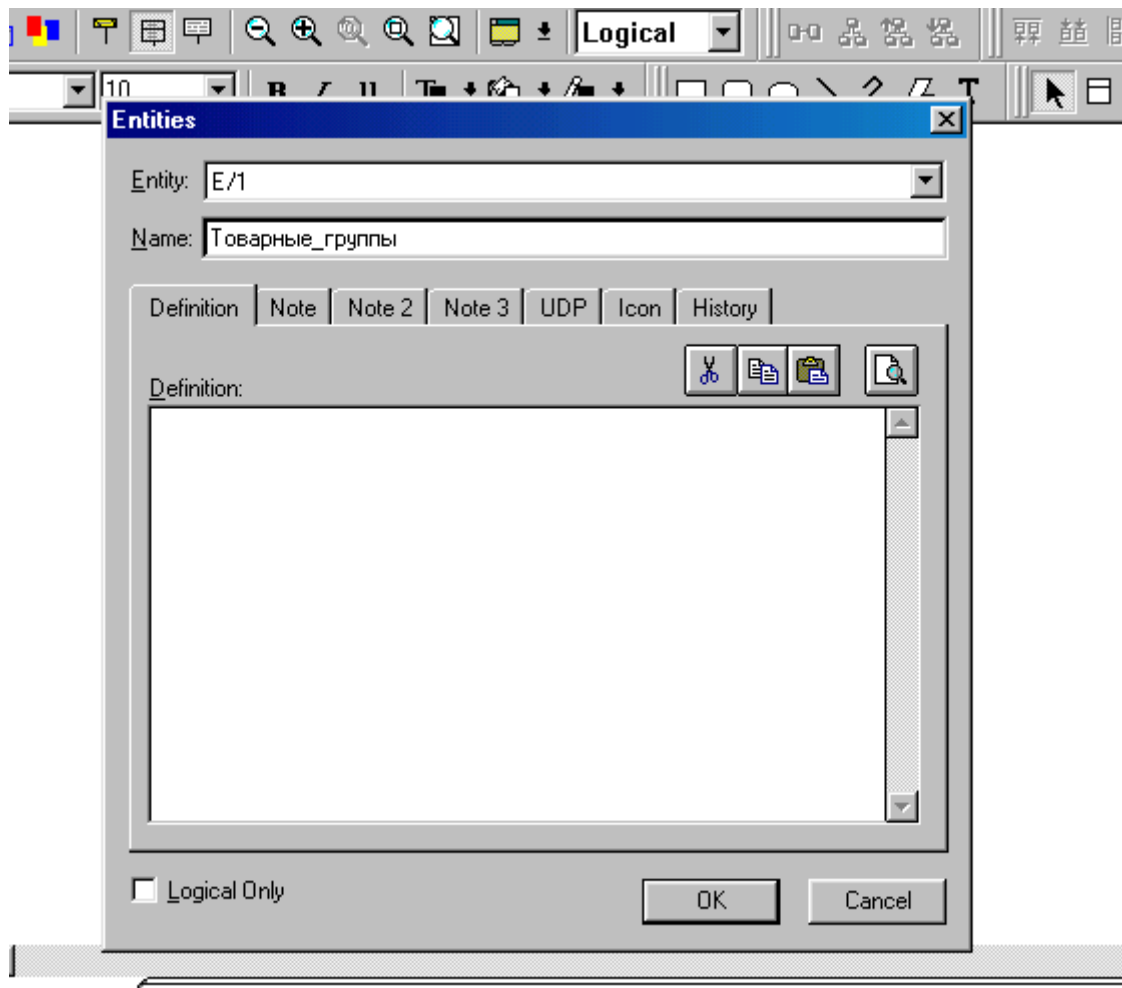 Logical
10 B I U T
Entities
Entity: E/1
Name: Товарные_группы
Definition Note Note 2 Note 3 UDP Icon History
Definition:
Logical Only OK Cancel